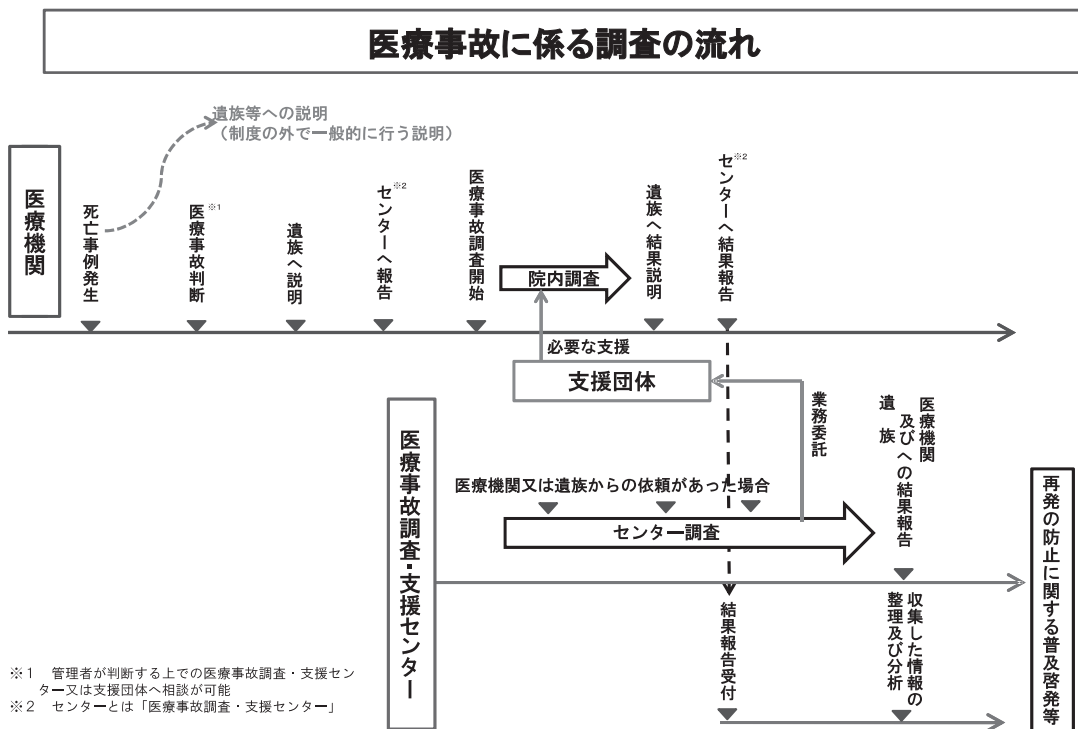 医療事故に係る調査の流れ
遺族等への説明
（制度の外で一般的に行う説明）
医療機関
死亡事例発生
医療事故判断※1
遺族へ説明
センターへ報告※2
医療事故調査開始
院内調査
遺族へ結果説明
センターへ結果報告※2
必要な支援
支援団体
業務委託
医療事故調査・支援センター
医療機関又は遺族からの依頼があった場合
センター調査
医療機関
及びへの結果報告
遺族
結果報告受付
収集した情報の
整理及び分析
再発の防止に関する普及啓発等
※1　管理者が判断する上での医療事故調査・支援セン
ター又は支援団体へ相談が可能
※2　センターとは「医療事故調査・支援センター」